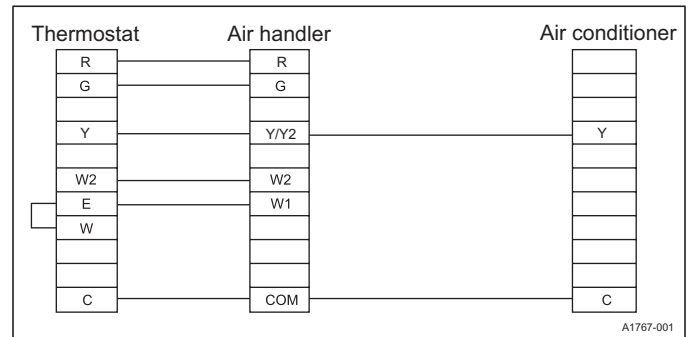 Thermostat Air handler Air conditioner
R R
G G
Y Y/Y2 Y
W2 W2
E W1
W
C COM C
A1767-001